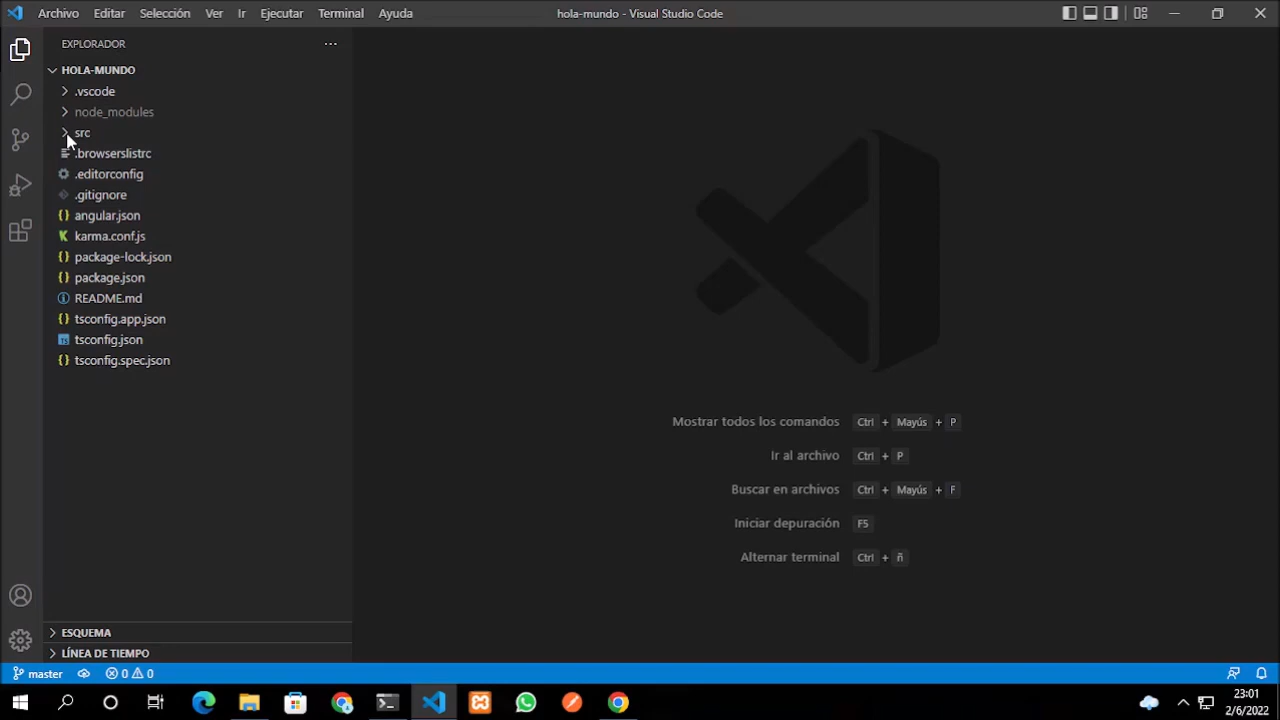 Archivo Editar Selección Ver Ir Ejecutar Terminal Ayuda hola-mundo - Visual Studio Code
EXPLORADOR
HOLA-MUNDO
.vscode
node_modules
src
.browserslistrc
.editorconfig
.gitignore
angular.json
karma.conf.js
package-lock.json
package.json
README.md
tsconfig.app.json
tsconfig.json
tsconfig.spec.json
Mostrar todos los comandos Ctrl + Mayús + P
Ir al archivo Ctrl + P
Buscar en archivos Ctrl + Mayús + F
Iniciar depuración F5
Alternar terminal Ctrl + ñ
ESQUEMA
LÍNEA DE TIEMPO
master 0 0
23:01
2/6/2022